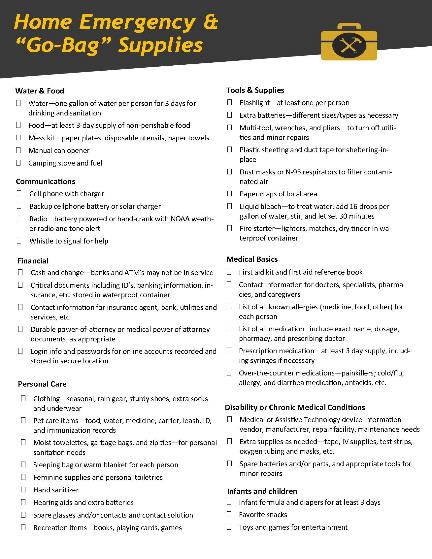 Home Emergency &
"Go-Bag" Supplies
Water & Food
Water—one gallon of water per person for 3 days for
drinking and sanitation
Food—at least 3-day supply of non-perishable food
Mess kit—paper plates, disposable utensils, paper towels
Manual can opener
Camping stove and fuel
Communications
Cell phone with charger
Backup cell phone battery or solar charger
Radio—battery powered or hand-crank with NOAA weath-
er radio and tone alert
Whistle to signal for help
Financial
Cash and change—banks and ATM's may not be in service
Critical documents including ID's, banking information, in-
surance, etc. stored in waterproof container
Contact information for insurance agent, bank, utilities and
services, etc.
Durable power-of-attorney or medical power of attorney
documents, as appropriate
Login info and passwords for online accounts recorded and
stored in secure location
Personal Care
Clothing—seasonal, rain gear, sturdy shoes, extra socks
and underwear
Pet care items—food, water, medicine, carrier, leash, ID,
and immunization records
Moist towelettes, garbage bags, and zip ties—for personal
sanitation needs
Sleeping bag or warm blanket for each person
Feminine supplies and personal toiletries
Hand sanitizer
Hearing aids and extra batteries
Spare glasses and/or contacts and contact solution
Recreation items—books, playing cards, games
Tools & Supplies
Flashlight—at least one per person
Extra batteries—different sizes/types as necessary
Multi-tool, wrenches, and pliers—to turn off utili-
ties and minor repairs
Plastic sheeting and duct tape for sheltering-in-
place
Dust masks or N-95 respirators to filter contami-
nated air
Paper maps of local area
Liquid bleach—to treat water, add 16 drops per
gallon of water, stir, and let set 30 minutes
Fire starter—lighters, matches, dry tinder in wa-
terproof container
Medical Basics
First aid kit and first aid reference book
Contact information for doctors, specialists, pharma-
cies, and caregivers
List of all known allergies (medicine, food, other) for
each person
List of all medication—include exact name, dosage,
pharmacy, and prescribing doctor
Prescription medication—at least 3 day supply, includ-
ing syringes if necessary
Over-the-counter medications—painkillers, cold/flu,
allergy, and diarrhea medication, antacids, etc.
Disability or Chronic Medical Conditions
Medical or Assistive Technology device information—
vendor, manufacturer, repair facility, maintenance needs
Extra supplies as needed—tape, IV supplies, test strips,
oxygen tubing and masks, etc.
Spare batteries and/or parts, and appropriate tools for
minor repairs
Infants and children
Infant formula and diapers for at least 3 days
Favorite snacks
Toys and games for entertainment